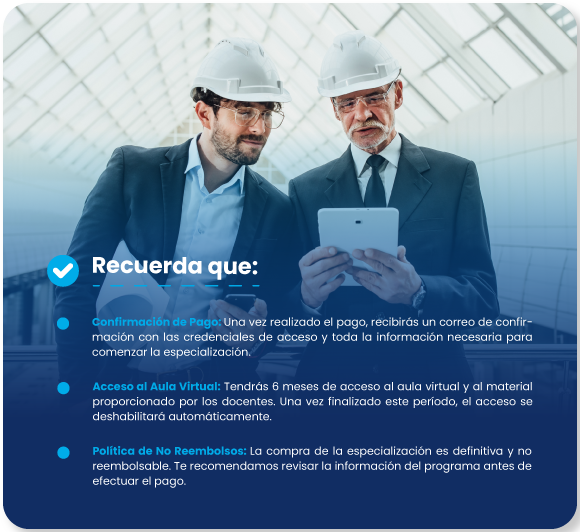 Recuerda que:
Confirmación de Pago: Una vez realizado el pago, recibirás un correo de confir-
mación con las credenciales de acceso y toda la información necesaria para
comenzar la especialización.
Acceso al Aula Virtual: Tendrás 6 meses de acceso al aula virtual y al material
proporcionado por los docentes. Una vez finalizado este período, el acceso se
deshabilitará automáticamente.
Política de No Reembolsos: La compra de la especialización es definitiva y no
reembolsable. Te recomendamos revisar la información del programa antes de
efectuar el pago.